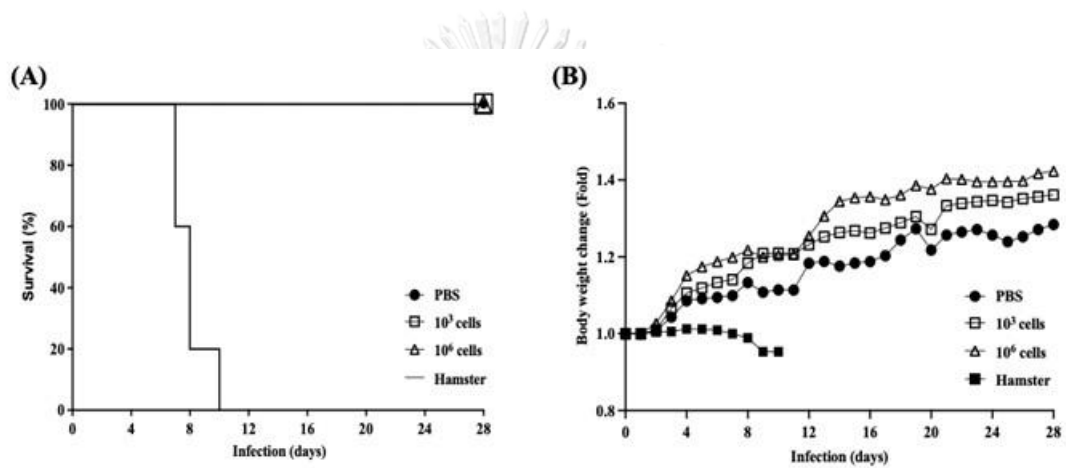 (A)
Survival (%)
100
80
60
40
20
0
0 4 8 12 16 20 24 28
Infection (days)
PBS
10³ cells
10⁶ cells
Hamster
(B)
Body weight change (Fold)
1.6
1.4
1.2
1.0
0.8
0 4 8 12 16 20 24 28
Infection (days)
PBS
10³ cells
10⁶ cells
Hamster